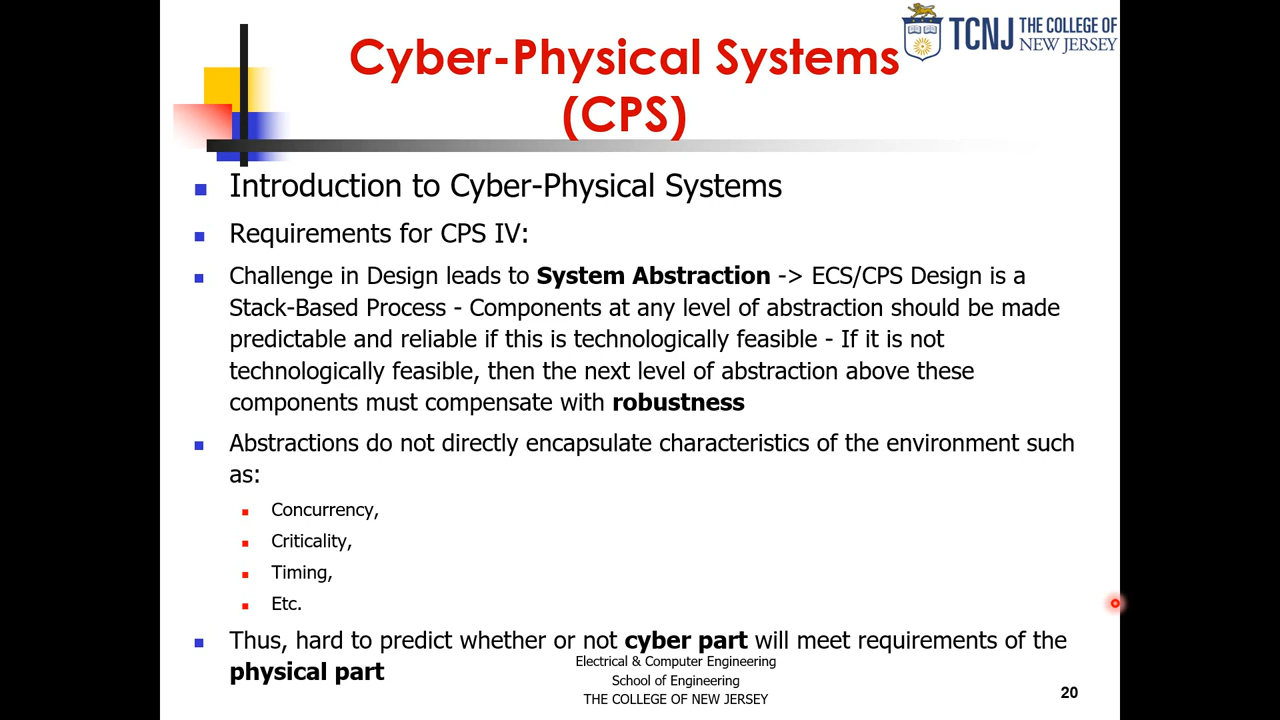 TCNJ THE COLLEGE OF
NEW JERSEY
Cyber-Physical Systems
(CPS)
Introduction to Cyber-Physical Systems
Requirements for CPS IV:
Challenge in Design leads to System Abstraction -> ECS/CPS Design is a
Stack-Based Process - Components at any level of abstraction should be made
predictable and reliable if this is technologically feasible - If it is not
technologically feasible, then the next level of abstraction above these
components must compensate with robustness
Abstractions do not directly encapsulate characteristics of the environment such
as:
Concurrency,
Criticality,
Timing,
Etc.
Thus, hard to predict whether or not cyber part will meet requirements of the
physical part
Electrical & Computer Engineering
School of Engineering
THE COLLEGE OF NEW JERSEY
20